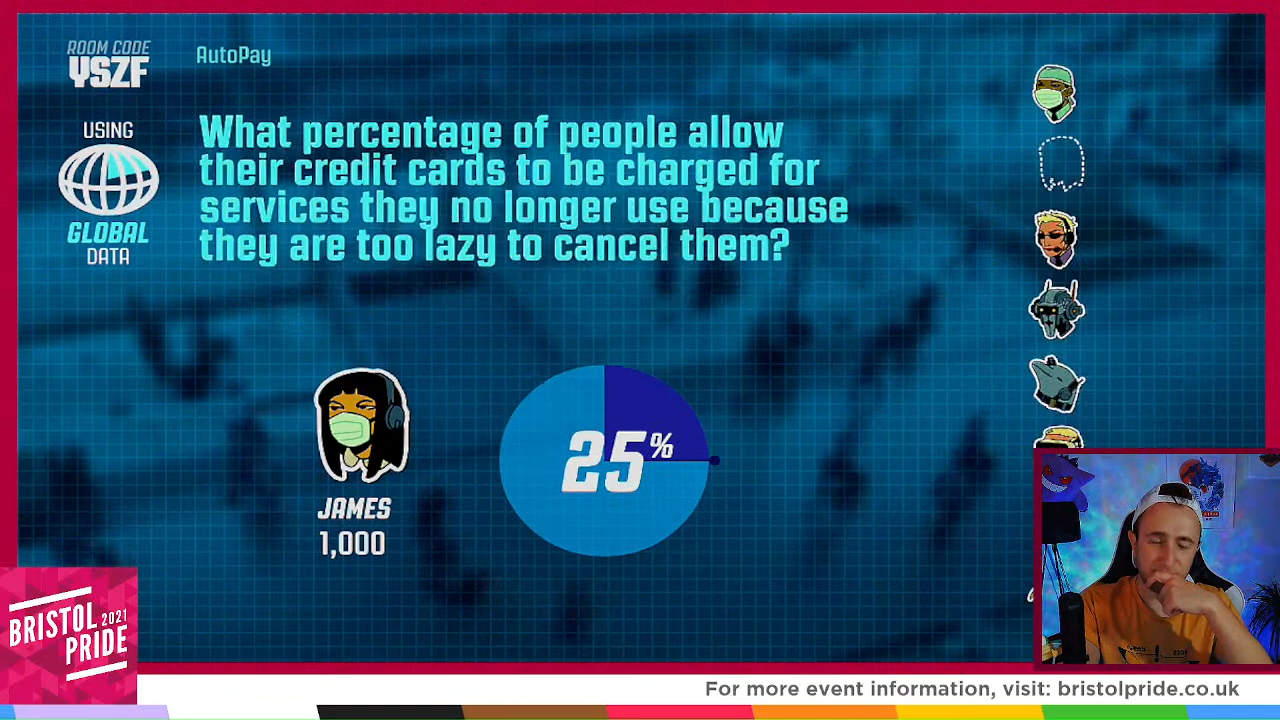 ROOM CODE
YSZF
AutoPay
USING
GLOBAL
DATA
What percentage of people allow
their credit cards to be charged for
services they no longer use because
they are too lazy to cancel them?
25%
JAMES
1,000
BRISTOL 2021
PRIDE
For more event information, visit: bristolpride.co.uk